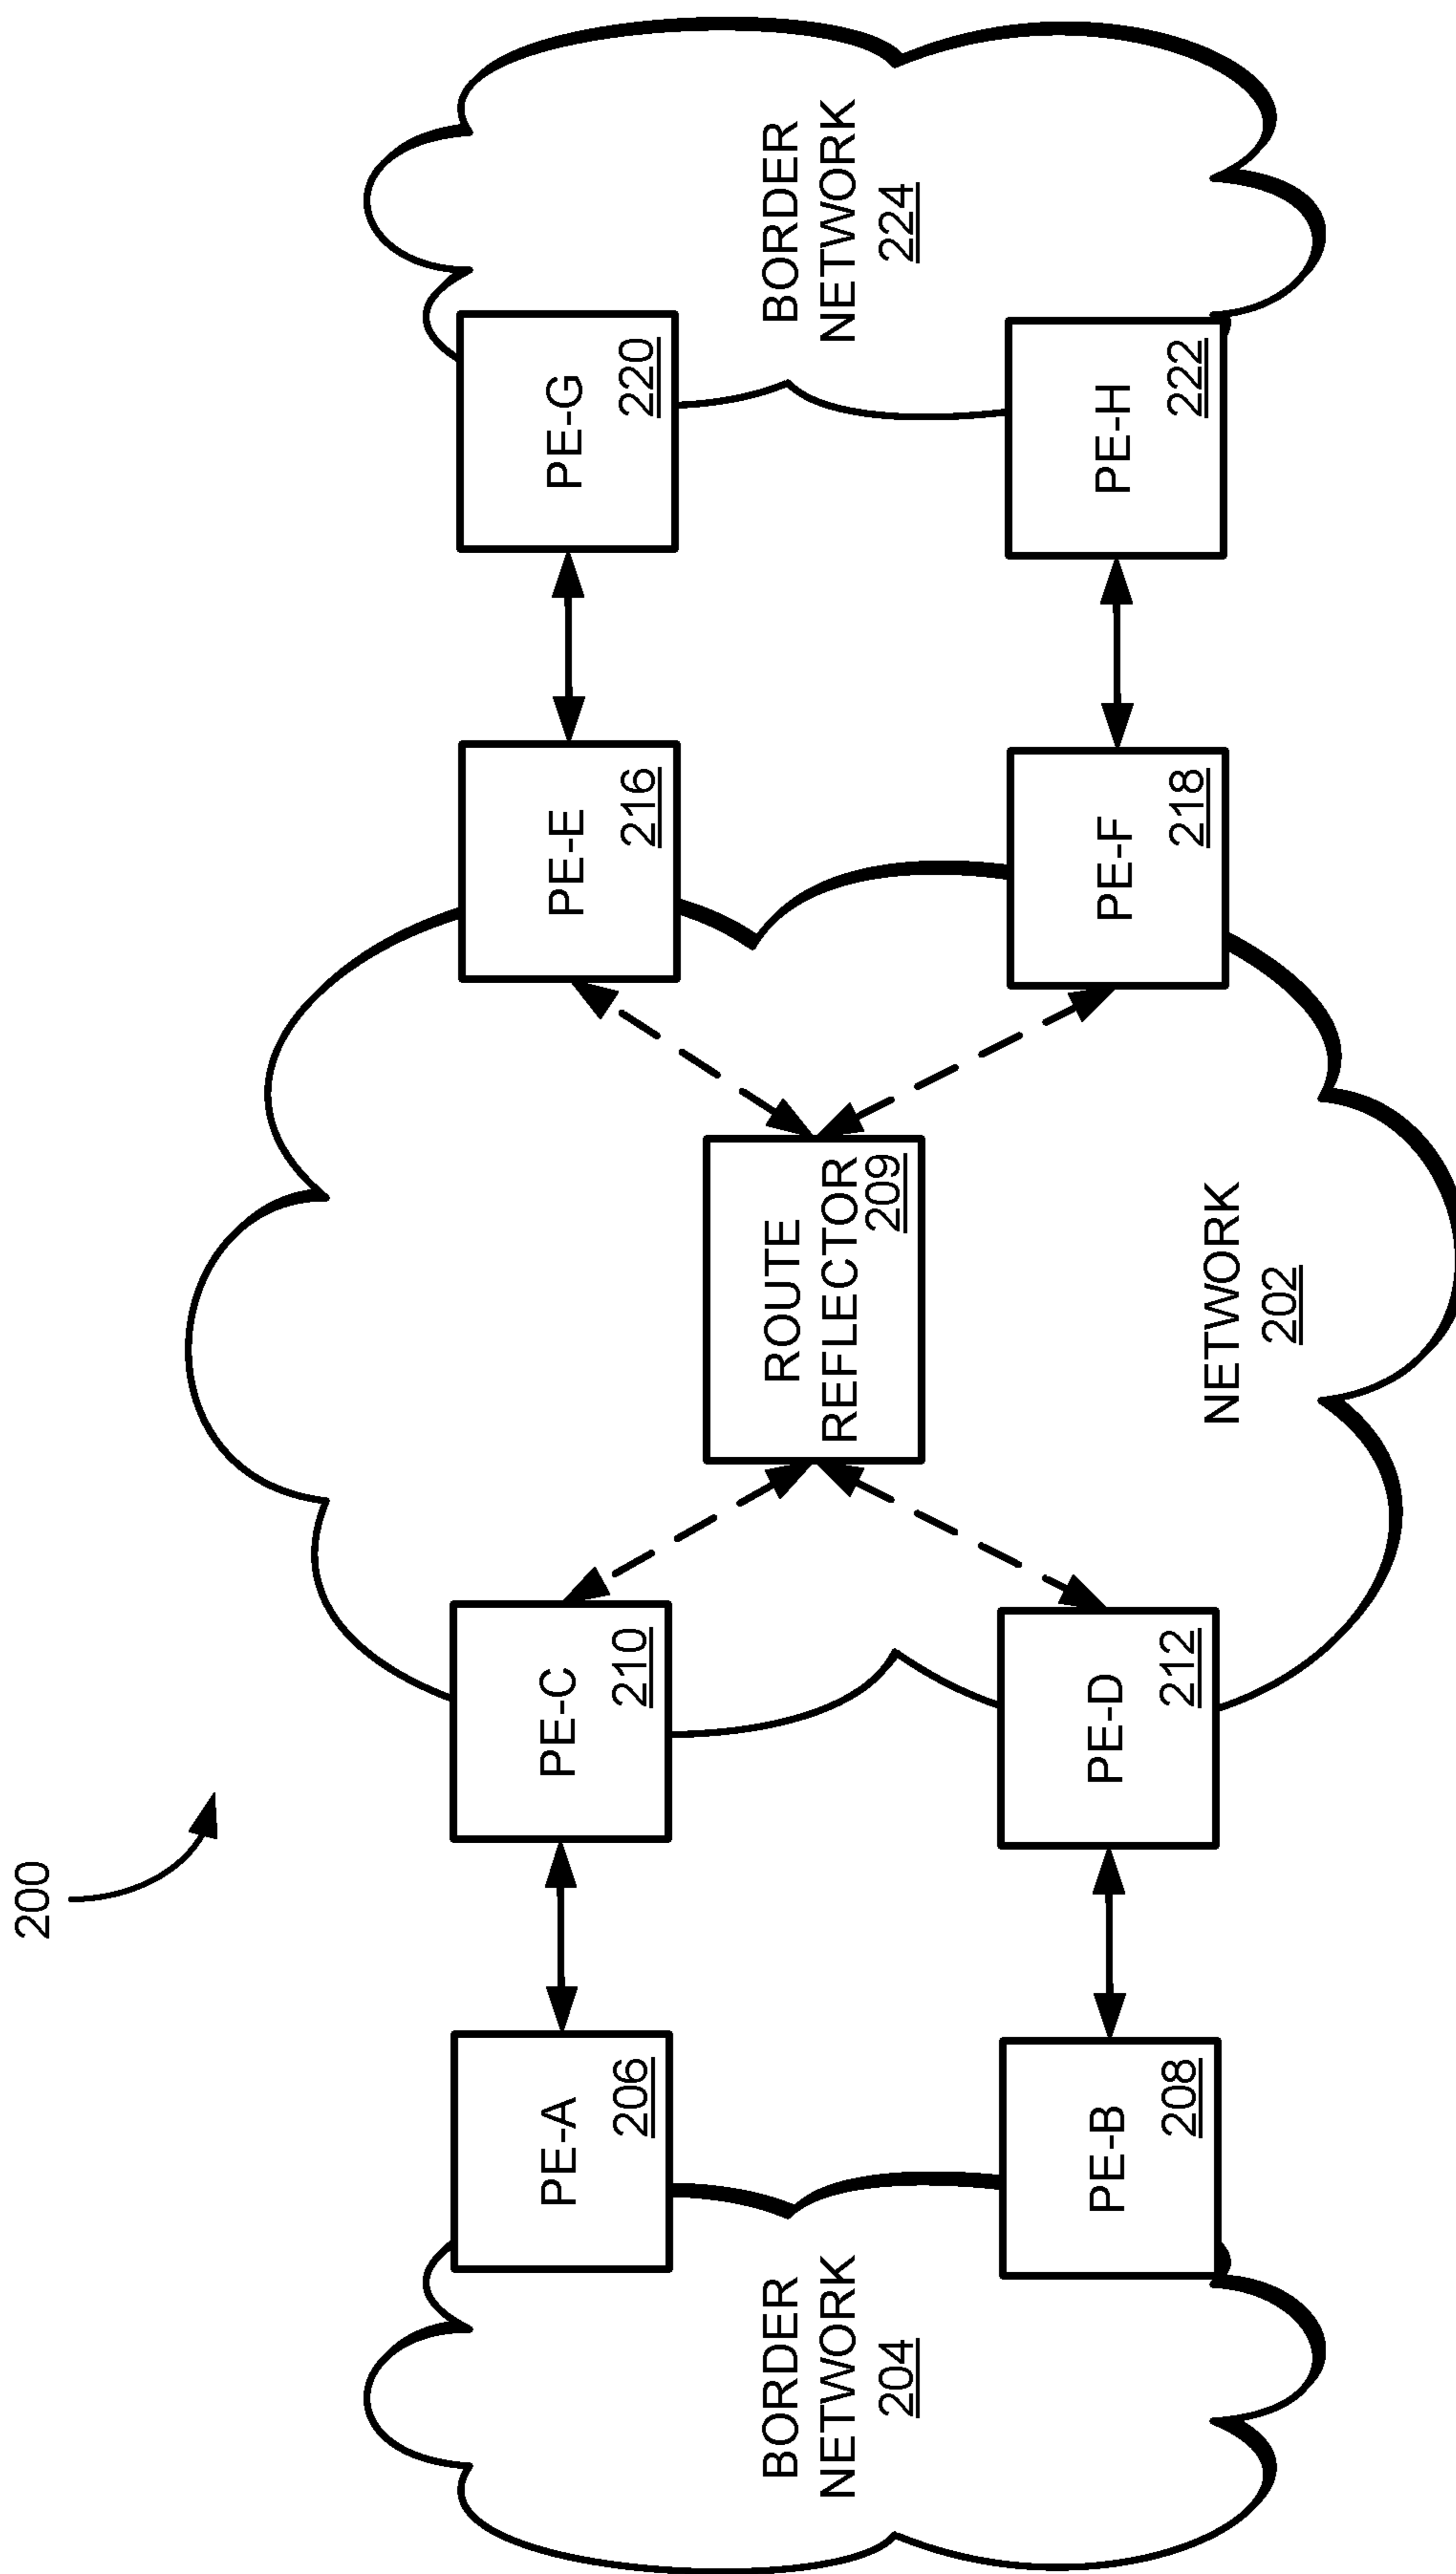 200
BORDER
NETWORK
204
PE-A
206
PE-B
208
PE-C
210
PE-D
212
ROUTE
REFLECTOR
209
NETWORK
202
PE-E
216
PE-F
218
PE-G
220
PE-H
222
BORDER
NETWORK
224